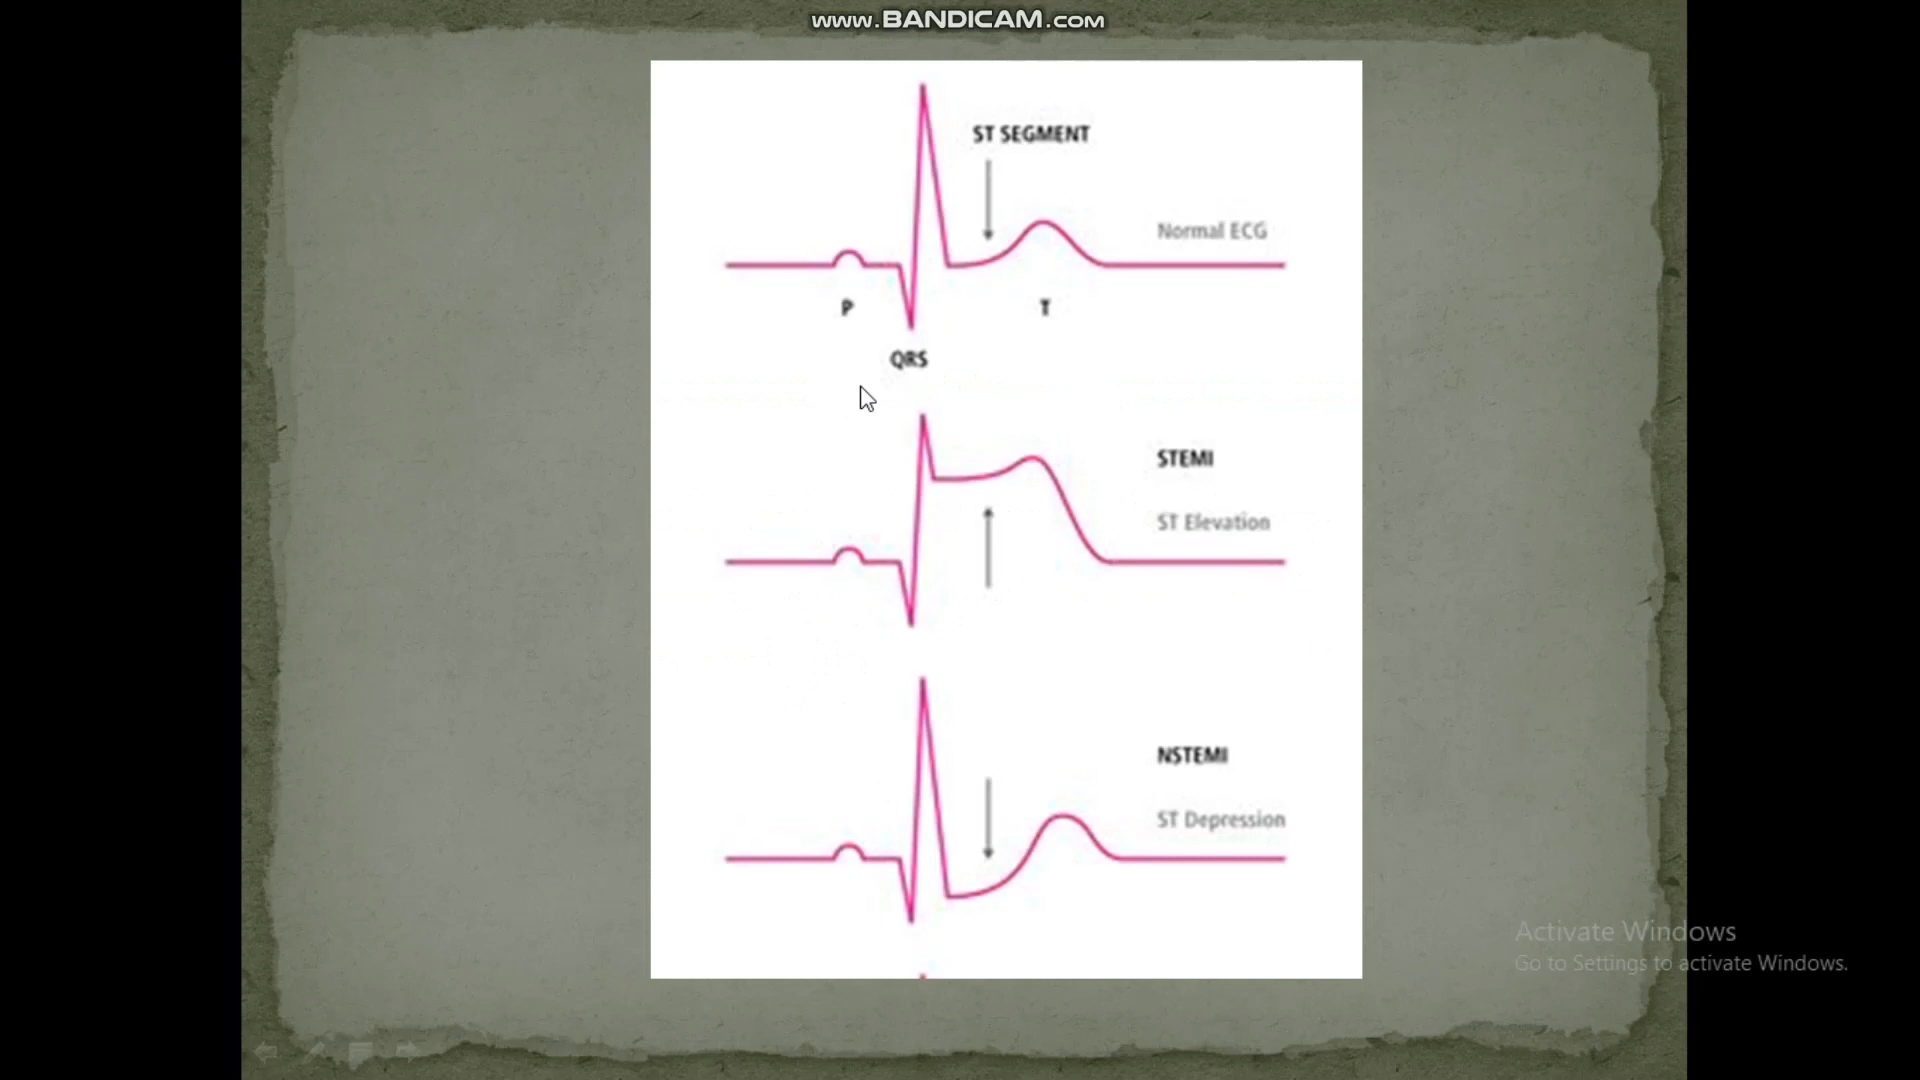 www.BANDICAM.com
ST SEGMENT
Normal ECG
P
T
QRS
STEMI
ST Elevation
NSTEMI
ST Depression
Activate Windows
Go to Settings to activate Windows.